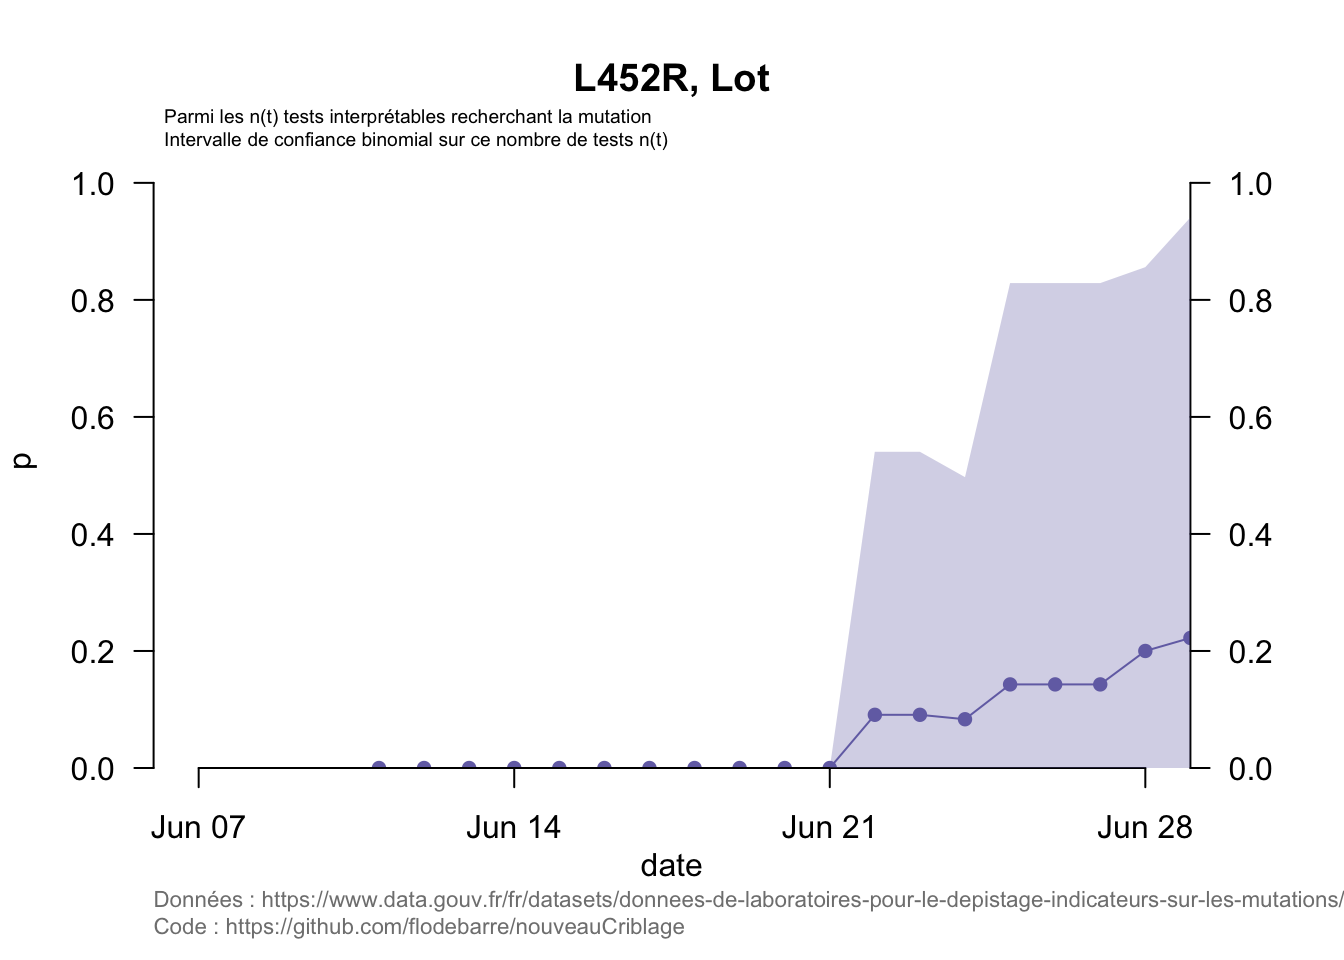 L452R, Lot
Parmi les n(t) tests interprétables recherchant la mutation
Intervalle de confiance binomial sur ce nombre de tests n(t)
1.0
0.8
0.6
0.4
0.2
0.0
p
1.0
0.8
0.6
0.4
0.2
0.0
Jun 07 Jun 14 Jun 21 Jun 28
date
Données : https://www.data.gouv.fr/fr/datasets/donnees-de-laboratoires-pour-le-depistage-indicateurs-sur-les-mutations/
Code : https://github.com/flodebarre/nouveauCriblage